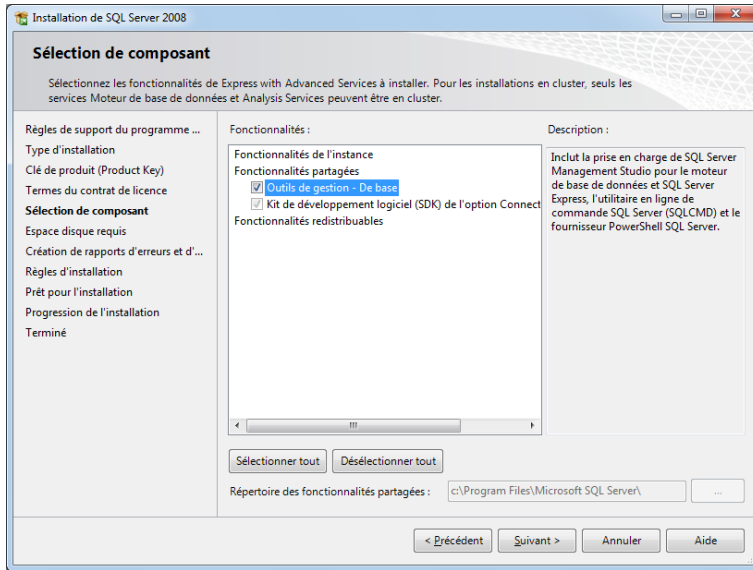 Installation de SQL Server 2008
Sélection de composant
Sélectionnez les fonctionnalités de Express with Advanced Services à installer. Pour les installations en cluster, seuls les
services Moteur de base de données et Analysis Services peuvent être en cluster.
Règles de support du programme ...
Type d'installation
Clé de produit (Product Key)
Termes du contrat de licence
Sélection de composant
Espace disque requis
Création de rapports d'erreurs et d'...
Règles d'installation
Prêt pour l'installation
Progression de l'installation
Terminé
Fonctionnalités :
Fonctionnalités de l'instance
Fonctionnalités partagées
Outils de gestion - De base
Kit de développement logiciel (SDK) de l'option Connect
Fonctionnalités redistribuables
Description :
Inclut la prise en charge de SQL Server
Management Studio pour le moteur
de base de données et SQL Server
Express, l'utilitaire en ligne de
commande SQL Server (SQLCMD) et le
fournisseur PowerShell SQL Server.
Sélectionner tout
Désélectionner tout
Répertoire des fonctionnalités partagées :
c:\Program Files\Microsoft SQL Server\
...
< Précédent
Suivant >
Annuler
Aide